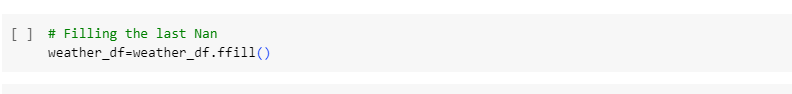 [ ] # Filling the last Nan
weather_df=weather_df.ffill()